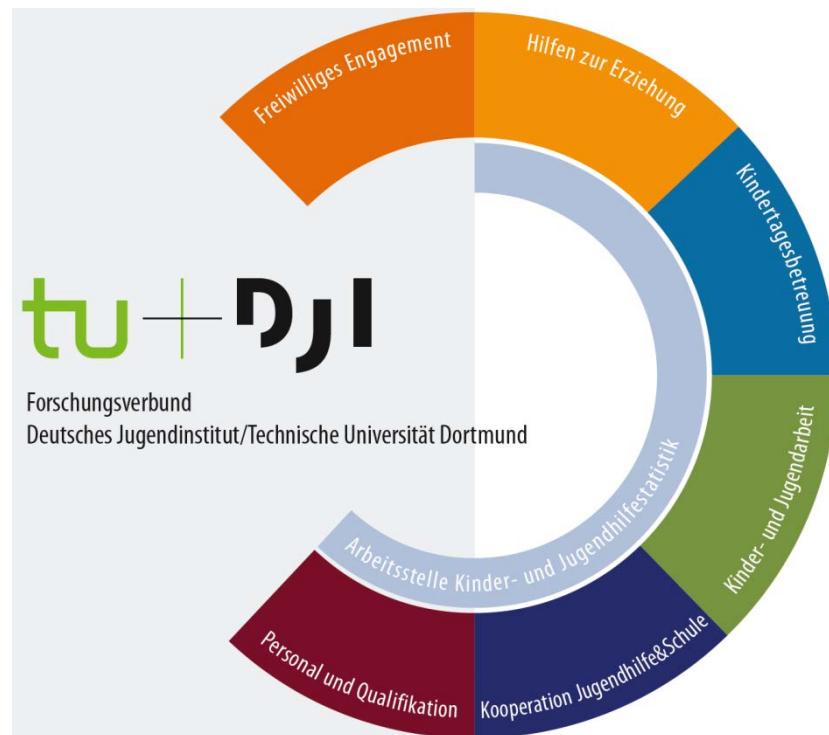 Freiwilliges Engagement
Hilfen zur Erziehung
Kindertagesbetreuung
Kinder- und Jugendarbeit
Kooperation Jugendhilfe&Schule
Personal und Qualifikation
Arbeitsstelle Kinder- und Jugendhilfestatistik
tu DJI
Forschungsverbund
Deutsches Jugendinstitut/Technische Universität Dortmund